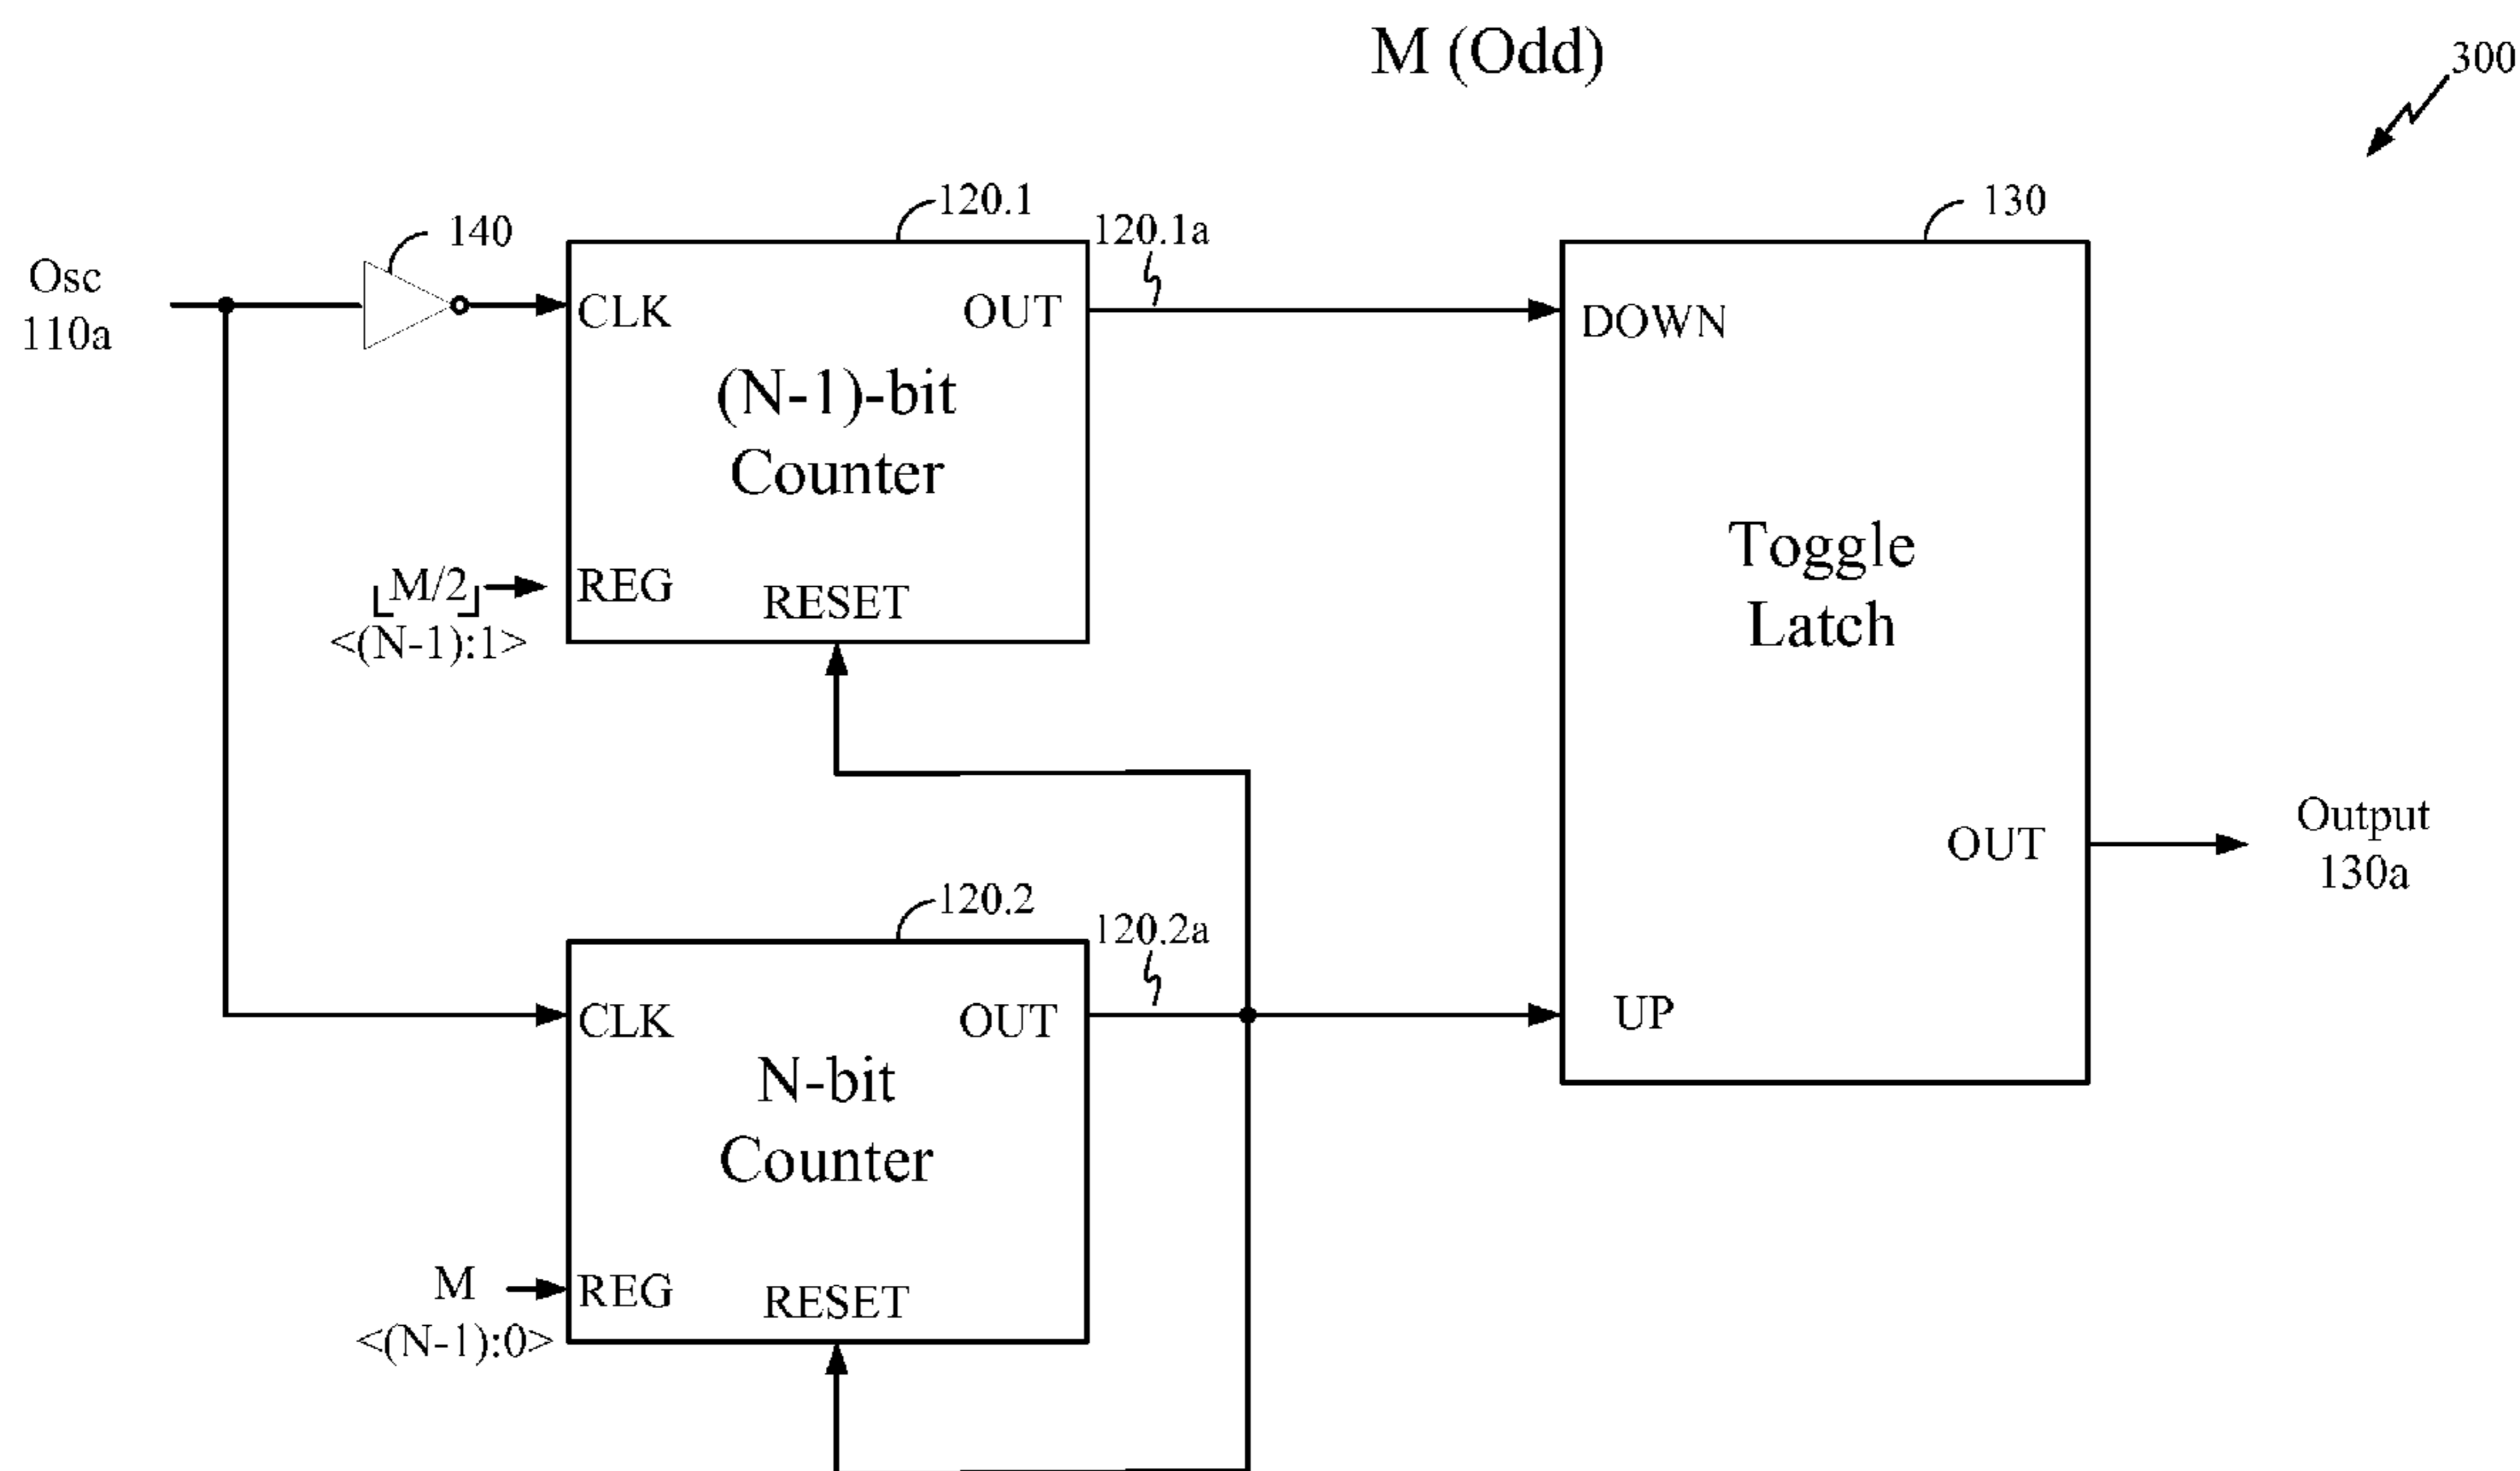 M (Odd)
300
Osc
110a
140
120.1
CLK
OUT
(N-1)-bit
Counter
⌊M/2⌋
<(N-1):1>
REG
RESET
120.1a
130
DOWN
Toggle
Latch
OUT
UP
Output
130a
120.2
CLK
OUT
N-bit
Counter
M
<(N-1):0>
REG
RESET
120.2a